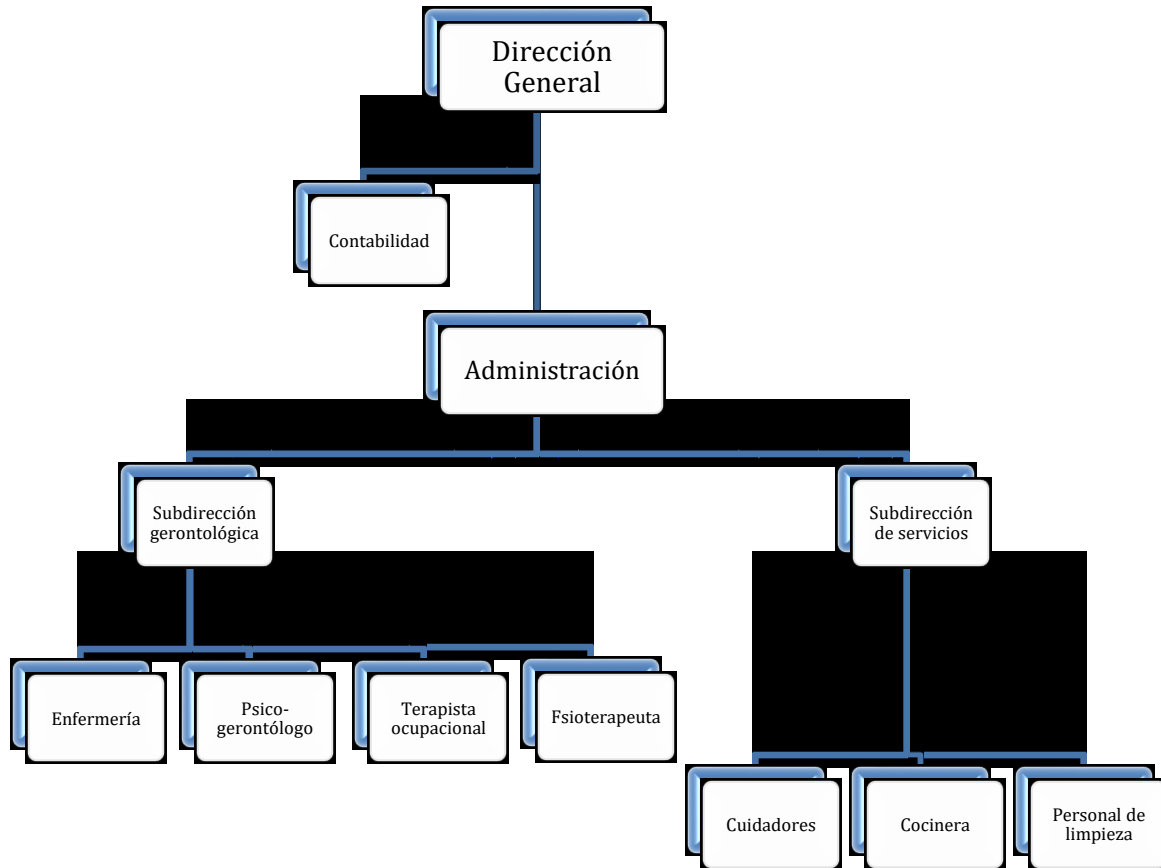 Dirección
General
Contabilidad
Administración
Subdirección
gerontológica
Subdirección
de servicios
Enfermería
Psico-
gerontólogo
Terapista
ocupacional
Fsioterapeuta
Cuidadores
Cocinera
Personal de
limpieza